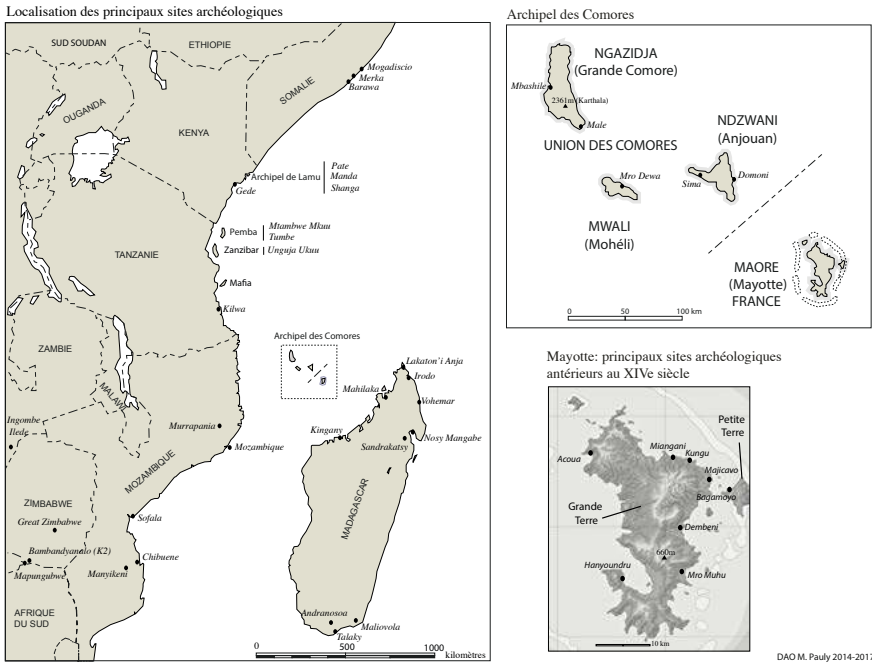 Localisation des principaux sites archéologiques
SUD SOUDAN
ETHIOPIE
Mogadiscio
Merka
Barawa
SOMALIE
OUGANDA
KENYA
Archipel de Lamu
Pate
Manda
Shanga
Gede
Pemba
Mtambwe Mkuu
Tumbe
Zanzibar
Unguja Ukuu
TANZANIE
Mafia
Kilwa
ZAMBIE
MALAWI
Archipel des Comores
Lakaton'i Anja
Irodo
Mahilaka
Vohemar
Ingombe
Ilede
Murrapania
Mozambique
Kingany
Sandrakatsy
Nosy Mangabe
MOZAMBIQUE
MADAGASCAR
ZIMBABWE
Great Zimbabwe
Sofala
Bambandyanalo (K2)
Mapungubwe
Chibuene
Manyikeni
AFRIQUE
DU SUD
Andranosoa
Maliovola
Talaky
0 500 1000
kilomètres
Archipel des Comores
NGAZIDJA
(Grande Comore)
Mbashile
2361m (Karthala)
Male
UNION DES COMORES
NDZWANI
(Anjouan)
Mro Dewa
Sima
Domoni
MWALI
(Mohéli)
MAORE
(Mayotte)
FRANCE
0 50 100 km
Mayotte: principaux sites archéologiques
antérieurs au XIVe siècle
Petite
Terre
Acoua
Miangani
Kungu
Majicavo
Bagamoyo
Grande
Terre
Dembeni
660m
Hanyoundru
Mro Muhu
10 km
DAO M. Pauly 2014-2017